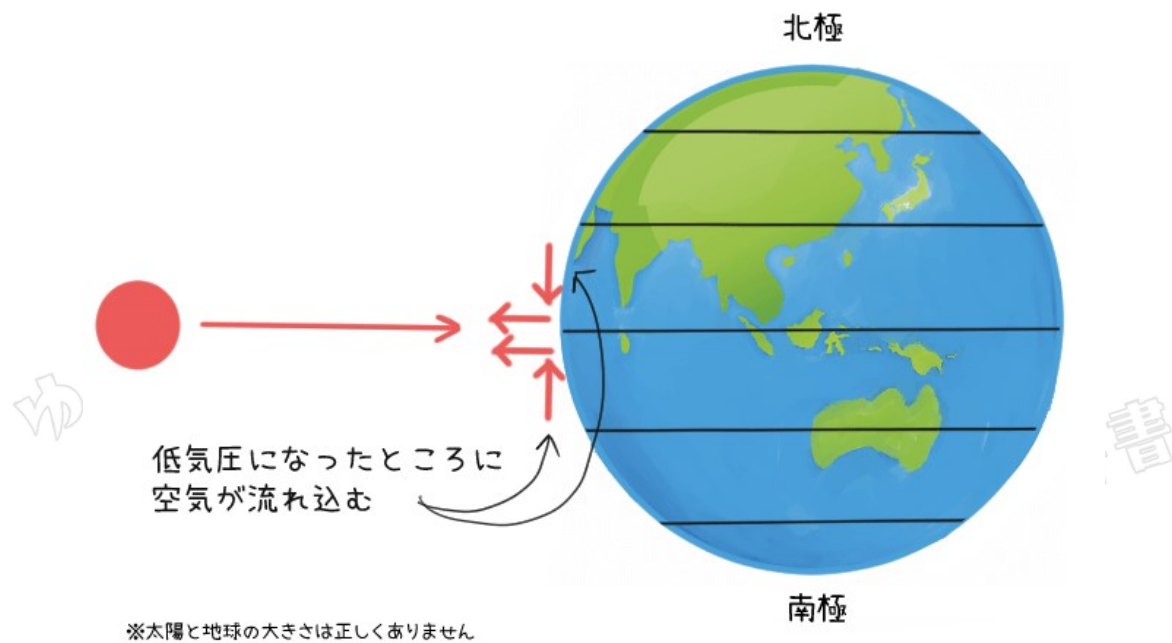 北極
ゆ
書
低気圧になったところに
空気が流れ込む
南極
※太陽と地球の大きさは正しくありません